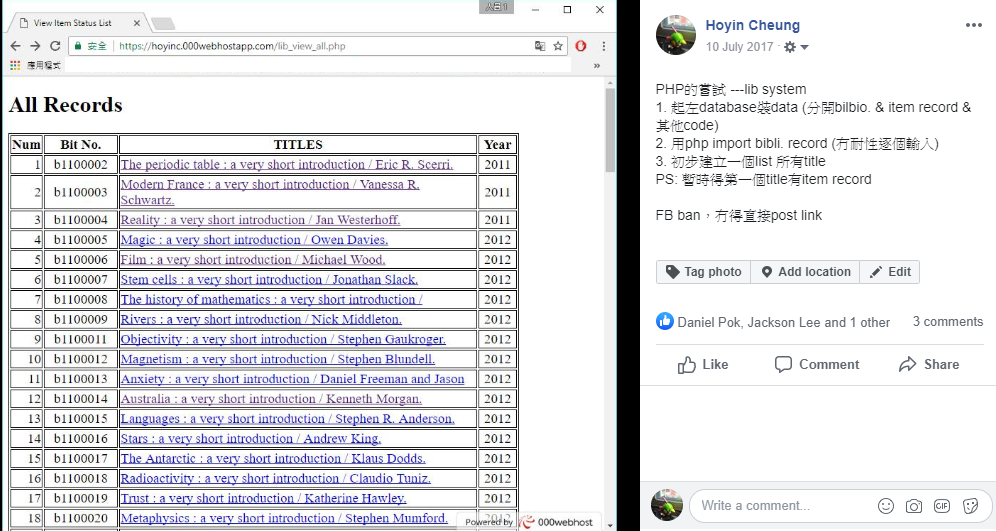 人白1
View Item Status List
安全 https://hoyinc.000webhostapp.com/lib_view_all.php
應用程式
»
All Records
Num Bit No. TITLES Year
1 b1100002 The periodic table : a very short introduction / Eric R. Scerri. 2011
2 b1100003 Modern France : a very short introduction / Vanessa R. Schwartz. 2011
3 b1100004 Reality : a very short introduction / Jan Westerhoff. 2011
4 b1100005 Magic : a very short introduction / Owen Davies. 2012
5 b1100006 Film : a very short introduction / Michael Wood. 2012
6 b1100007 Stem cells : a very short introduction / Jonathan Slack. 2012
7 b1100008 The history of mathematics : a very short introduction / 2012
8 b1100009 Rivers : a very short introduction / Nick Middleton. 2012
9 b1100011 Objectivity : a very short introduction / Stephen Gaukroger. 2012
10 b1100012 Magnetism : a very short introduction / Stephen Blundell. 2012
11 b1100013 Anxiety : a very short introduction / Daniel Freeman and Jason 2012
12 b1100014 Australia : a very short introduction / Kenneth Morgan. 2012
13 b1100015 Languages : a very short introduction / Stephen R. Anderson. 2012
14 b1100016 Stars : a very short introduction / Andrew King. 2012
15 b1100017 The Antarctic : a very short introduction / Klaus Dodds. 2012
16 b1100018 Radioactivity : a very short introduction / Claudio Tuniz. 2012
17 b1100019 Trust : a very short introduction / Katherine Hawley. 2012
18 b1100020 Metaphysics : a very short introduction / Stephen Mumford. 2012
Powered by 000webhost
Hoyin Cheung
10 July 2017 ·
PHP的嘗試 ---lib system
1. 起左database裝data (分開bilbio. & item record &
其他code)
2. 用php import bibli. record (冇耐性逐個輸入)
3. 初步建立一個list 所有title
PS: 暫時得第一個title有item record
FB ban，冇得直接post link
Tag photo Add location Edit
Daniel Pok, Jackson Lee and 1 other 3 comments
Like Comment Share
Write a comment...
GIF